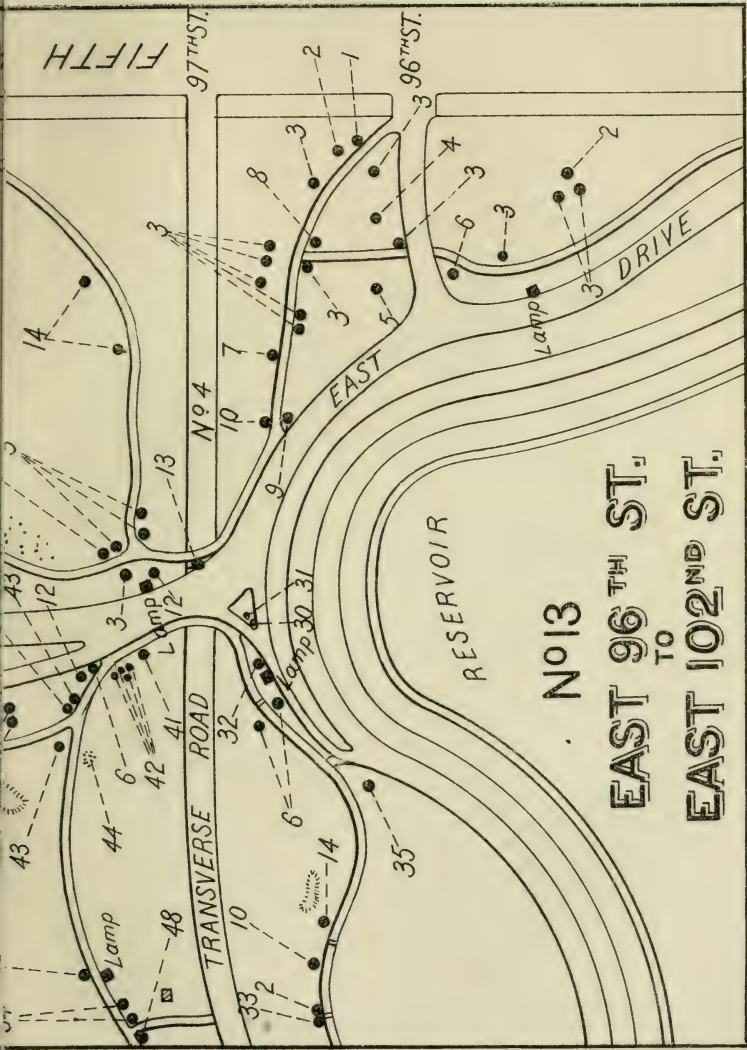 FIFTH
97TH ST.
96TH ST.
2
1
3
3
8
4
3
2
3
6
3
3
DRIVE
14
3
5
Lamp
7
EAST
No 4
10
9
13
43
12
3
12
Lamp
31
30
Lamp
RESERVOIR
41
32
6
42
ROAD
6
44
43
35
TRANSVERSE
14
10
Lamp
48
2
33
No 13
EAST 96TH ST.
TO
EAST 102ND ST.